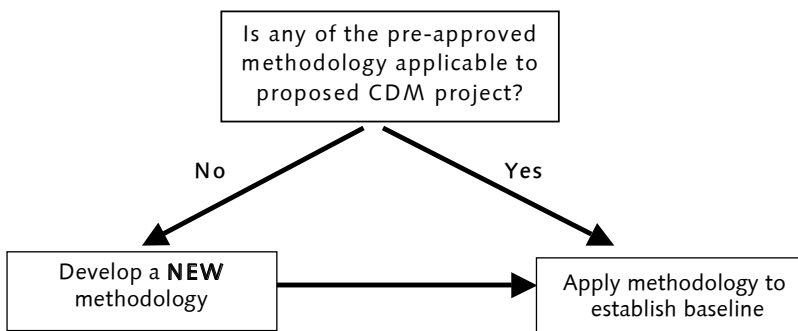 Is any of the pre-approved
methodology applicable to
proposed CDM project?
No
Yes
Develop a NEW
methodology
Apply methodology to
establish baseline